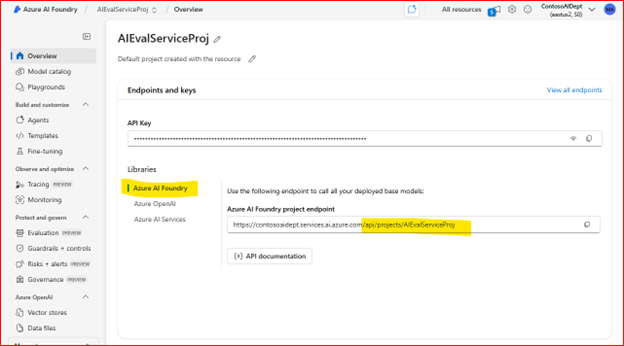 Azure AI Foundry / AIEvalServiceProj / Overview
All resources
5
ContosoAIDept
(eastus2, S0)
Overview
Model catalog
Playgrounds
Build and customize
Agents
Templates
Fine-tuning
Observe and optimize
Tracing PREVIEW
Monitoring
Protect and govern
Evaluation PREVIEW
Guardrails + controls
Risks + alerts PREVIEW
Governance PREVIEW
Azure OpenAI
Vector stores
Data files
AIEvalServiceProj
Default project created with the resource
Endpoints and keys
View all endpoints
API Key
Libraries
Azure AI Foundry
Azure OpenAI
Azure AI Services
Use the following endpoint to call all your deployed base models:
Azure AI Foundry project endpoint
https://contosoaidept.services.ai.azure.com/api/projects/AIEvalServiceProj
{x} API documentation